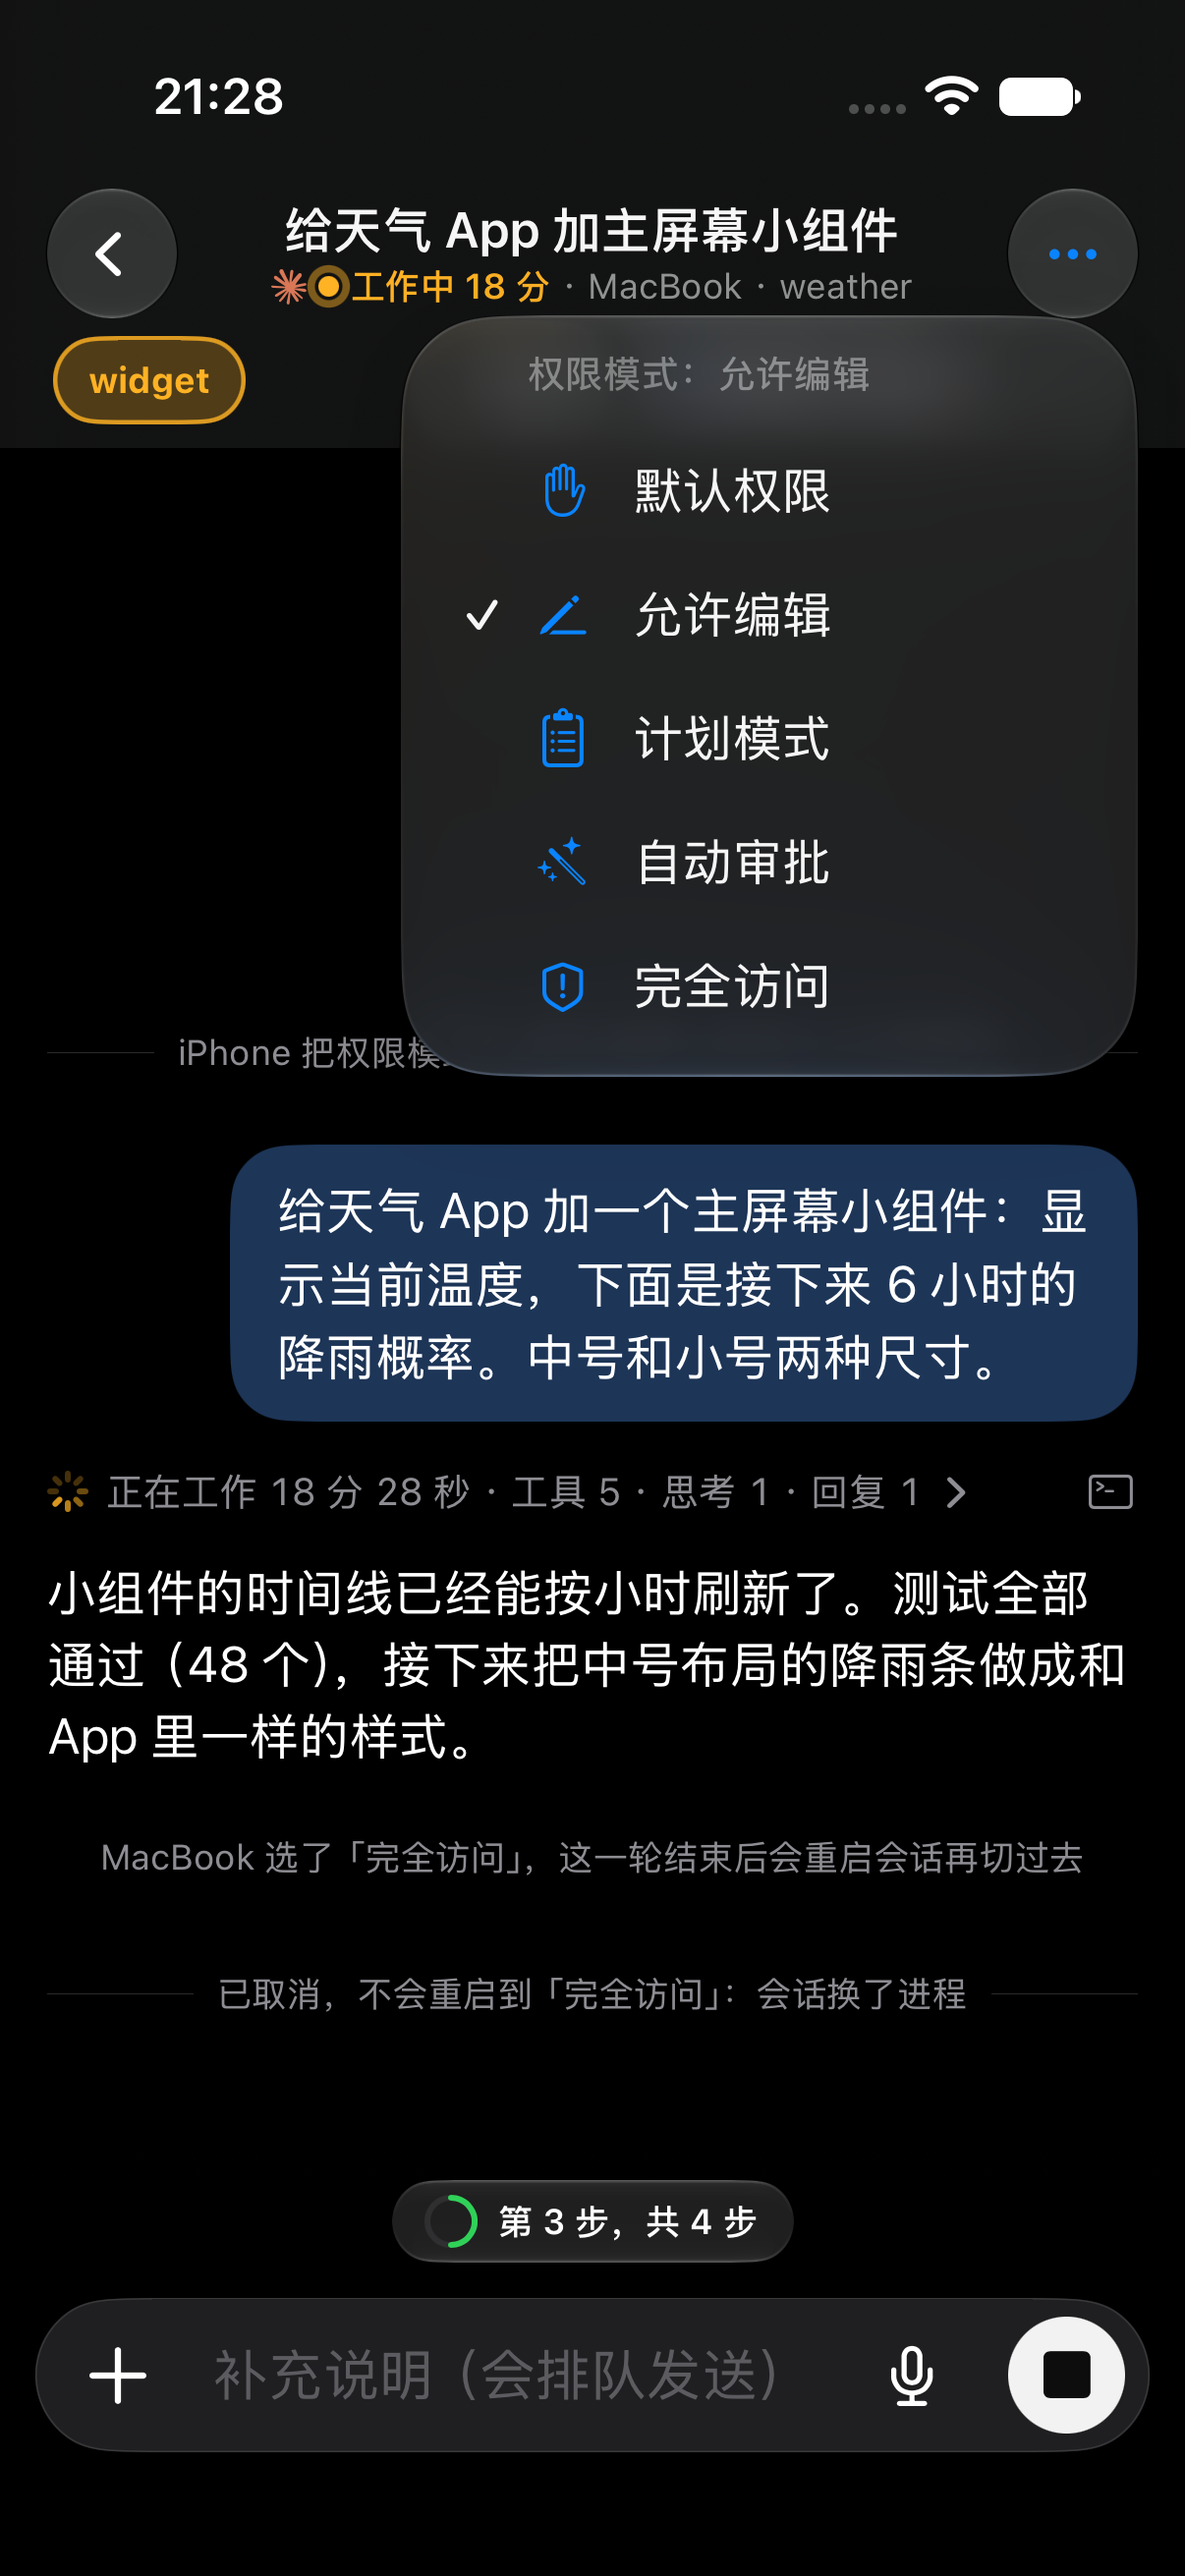 21:28
给天气 App 加主屏幕小组件
工作中 18 分 · MacBook · weather
widget
权限模式：允许编辑
默认权限
允许编辑
计划模式
自动审批
完全访问
iPhone 把权限模
给天气 App 加一个主屏幕小组件：显
示当前温度，下面是接下来 6 小时的
降雨概率。中号和小号两种尺寸。
正在工作 18 分 28 秒 · 工具 5 · 思考 1 · 回复 1
小组件的时间线已经能按小时刷新了。测试全部
通过（48 个），接下来把中号布局的降雨条做成和
App 里一样的样式。
MacBook 选了「完全访问」，这一轮结束后会重启会话再切过去
已取消，不会重启到「完全访问」：会话换了进程
第 3 步，共 4 步
补充说明（会排队发送）